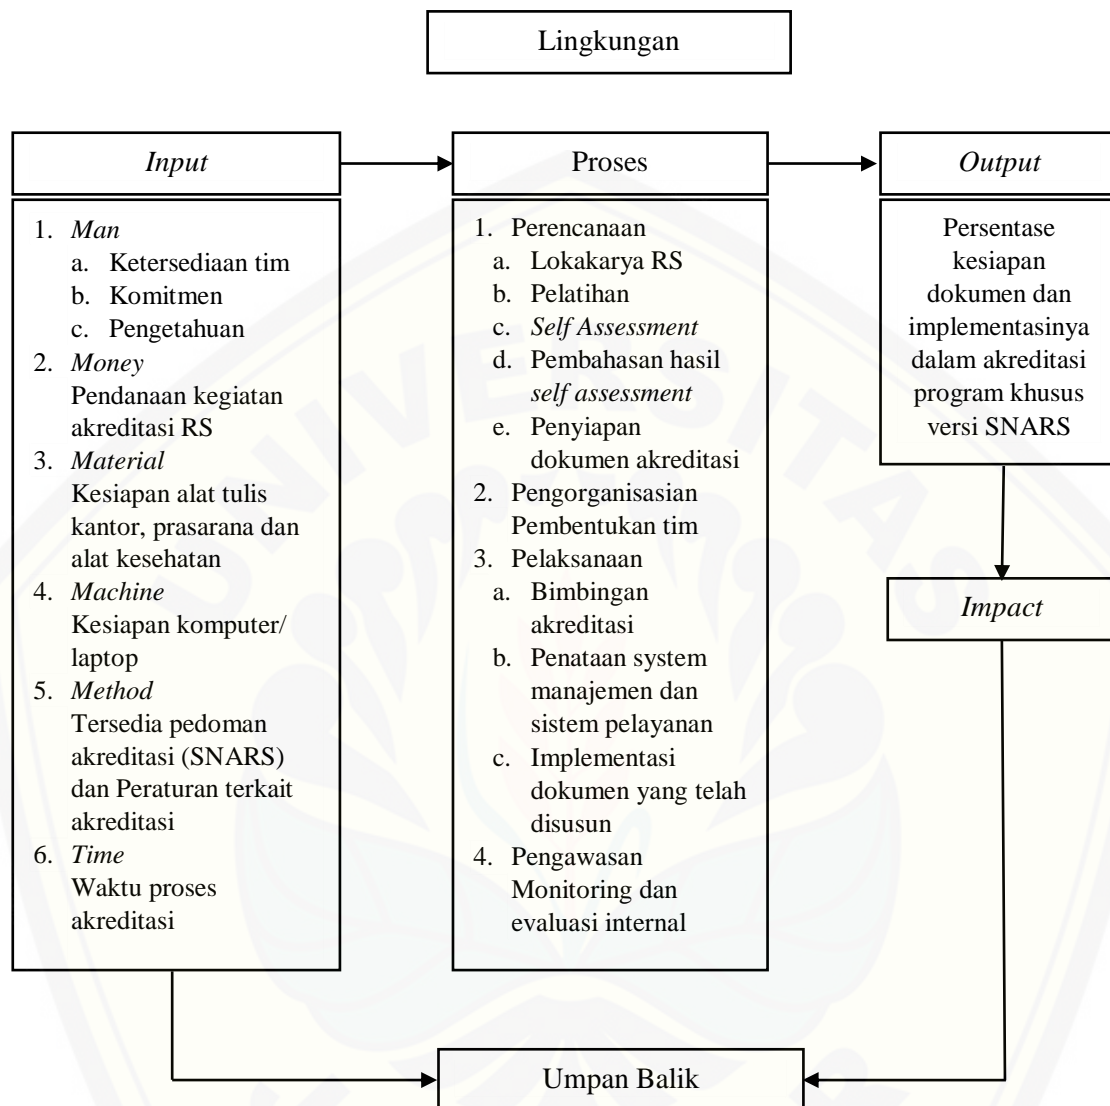 Lingkungan
Input
1. Man
a. Ketersediaan tim
b. Komitmen
c. Pengetahuan
2. Money
Pendanaan kegiatan
akreditasi RS
3. Material
Kesiapan alat tulis
kantor, prasarana dan
alat kesehatan
4. Machine
Kesiapan komputer/
laptop
5. Method
Tersedia pedoman
akreditasi (SNARS)
dan Peraturan terkait
akreditasi
6. Time
Waktu proses
akreditasi
Proses
1. Perencanaan
a. Lokakarya RS
b. Pelatihan
c. Self Assessment
d. Pembahasan hasil
self assessment
e. Penyiapan
dokumen akreditasi
2. Pengorganisasian
Pembentukan tim
3. Pelaksanaan
a. Bimbingan
akreditasi
b. Penataan system
manajemen dan
sistem pelayanan
c. Implementasi
dokumen yang telah
disusun
4. Pengawasan
Monitoring dan
evaluasi internal
Output
Persentase
kesiapan
dokumen dan
implementasinya
dalam akreditasi
program khusus
versi SNARS
Impact
Umpan Balik
UNIVERSITAS